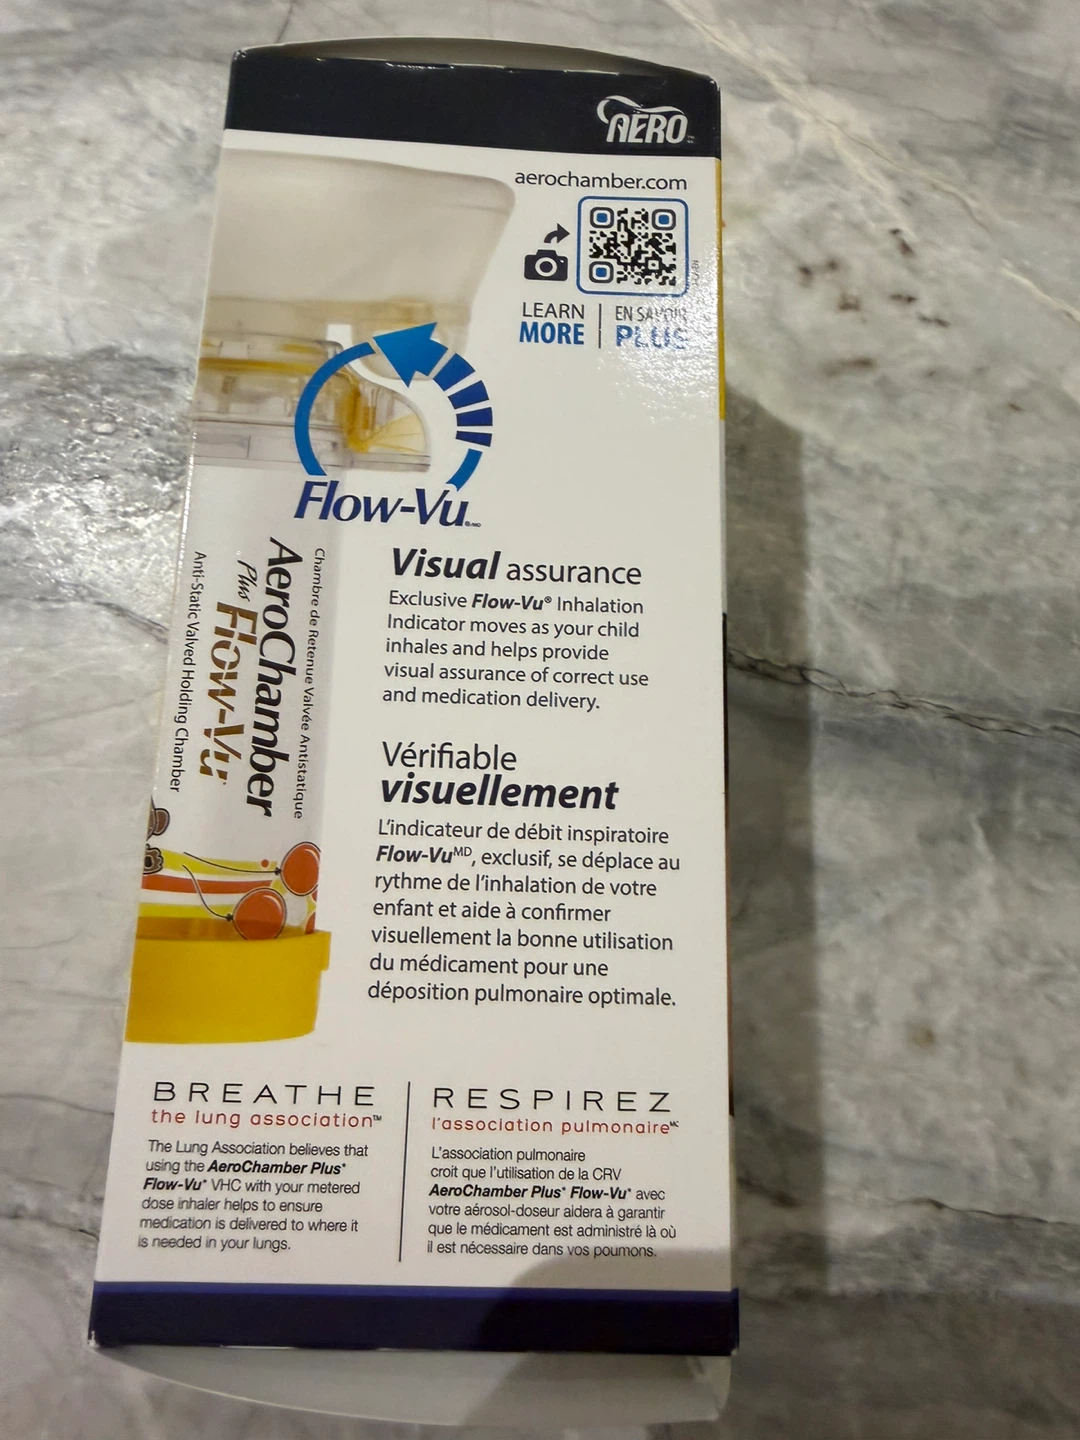 AERO
aerochamber.com
LEARN
MORE
EN SAVOIR
PLUS
Flow-Vu
Chambre de Retenue Valvée Antistatique
AeroChamber
Plus Flow-Vu
Anti-Static Valved Holding Chamber
Visual assurance
Exclusive Flow-Vu® Inhalation
Indicator moves as your child
inhales and helps provide
visual assurance of correct use
and medication delivery.
Vérifiable
visuellement
L'indicateur de débit inspiratoire
Flow-Vuᴹᴰ, exclusif, se déplace au
rythme de l'inhalation de votre
enfant et aide à confirmer
visuellement la bonne utilisation
du médicament pour une
déposition pulmonaire optimale.
BREATHE
the lung association™
The Lung Association believes that
using the AeroChamber Plus*
Flow-Vu* VHC with your metered
dose inhaler helps to ensure
medication is delivered to where it
is needed in your lungs.
RESPIREZ
l'association pulmonaireᴹᶜ
L'association pulmonaire
croit que l'utilisation de la CRV
AeroChamber Plus* Flow-Vu* avec
votre aérosol-doseur aidera à garantir
que le médicament est administré là où
il est nécessaire dans vos poumons.